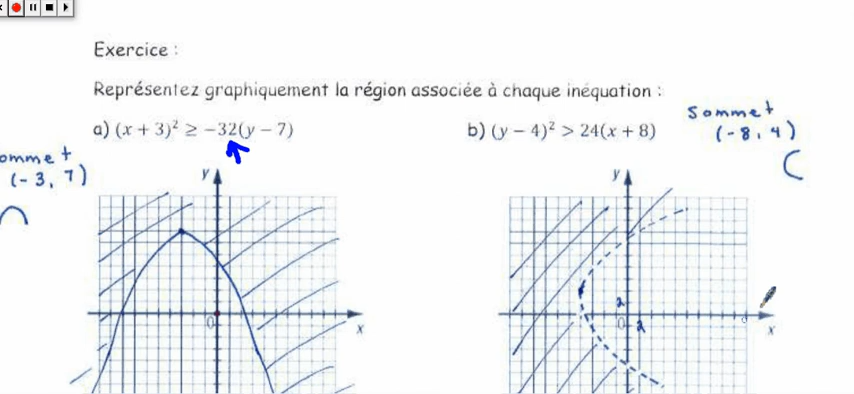 Exercice :
Représentez graphiquement la région associée à chaque inéquation :
a) (x + 3)² ≥ −32(y − 7)
b) (y − 4)² > 24(x + 8)
sommet
(-8, 4)
ommet
(-3, 7)
y
y
2
0
x
0
2
x